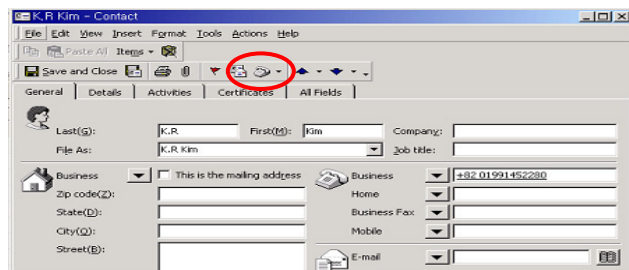 K,R Kim - Contact
File Edit View Insert Format Tools Actions Help
Paste All Items
Save and Close
General Details Activities Certificates All Fields
Last(G): K.R First(M): Kim Company:
File As: K.R Kim Job title:
Business This is the mailing address Business +82 01991452280
Zip code(Z): Home
State(D): Business Fax
City(Q): Mobile
Street(B):
E-mail